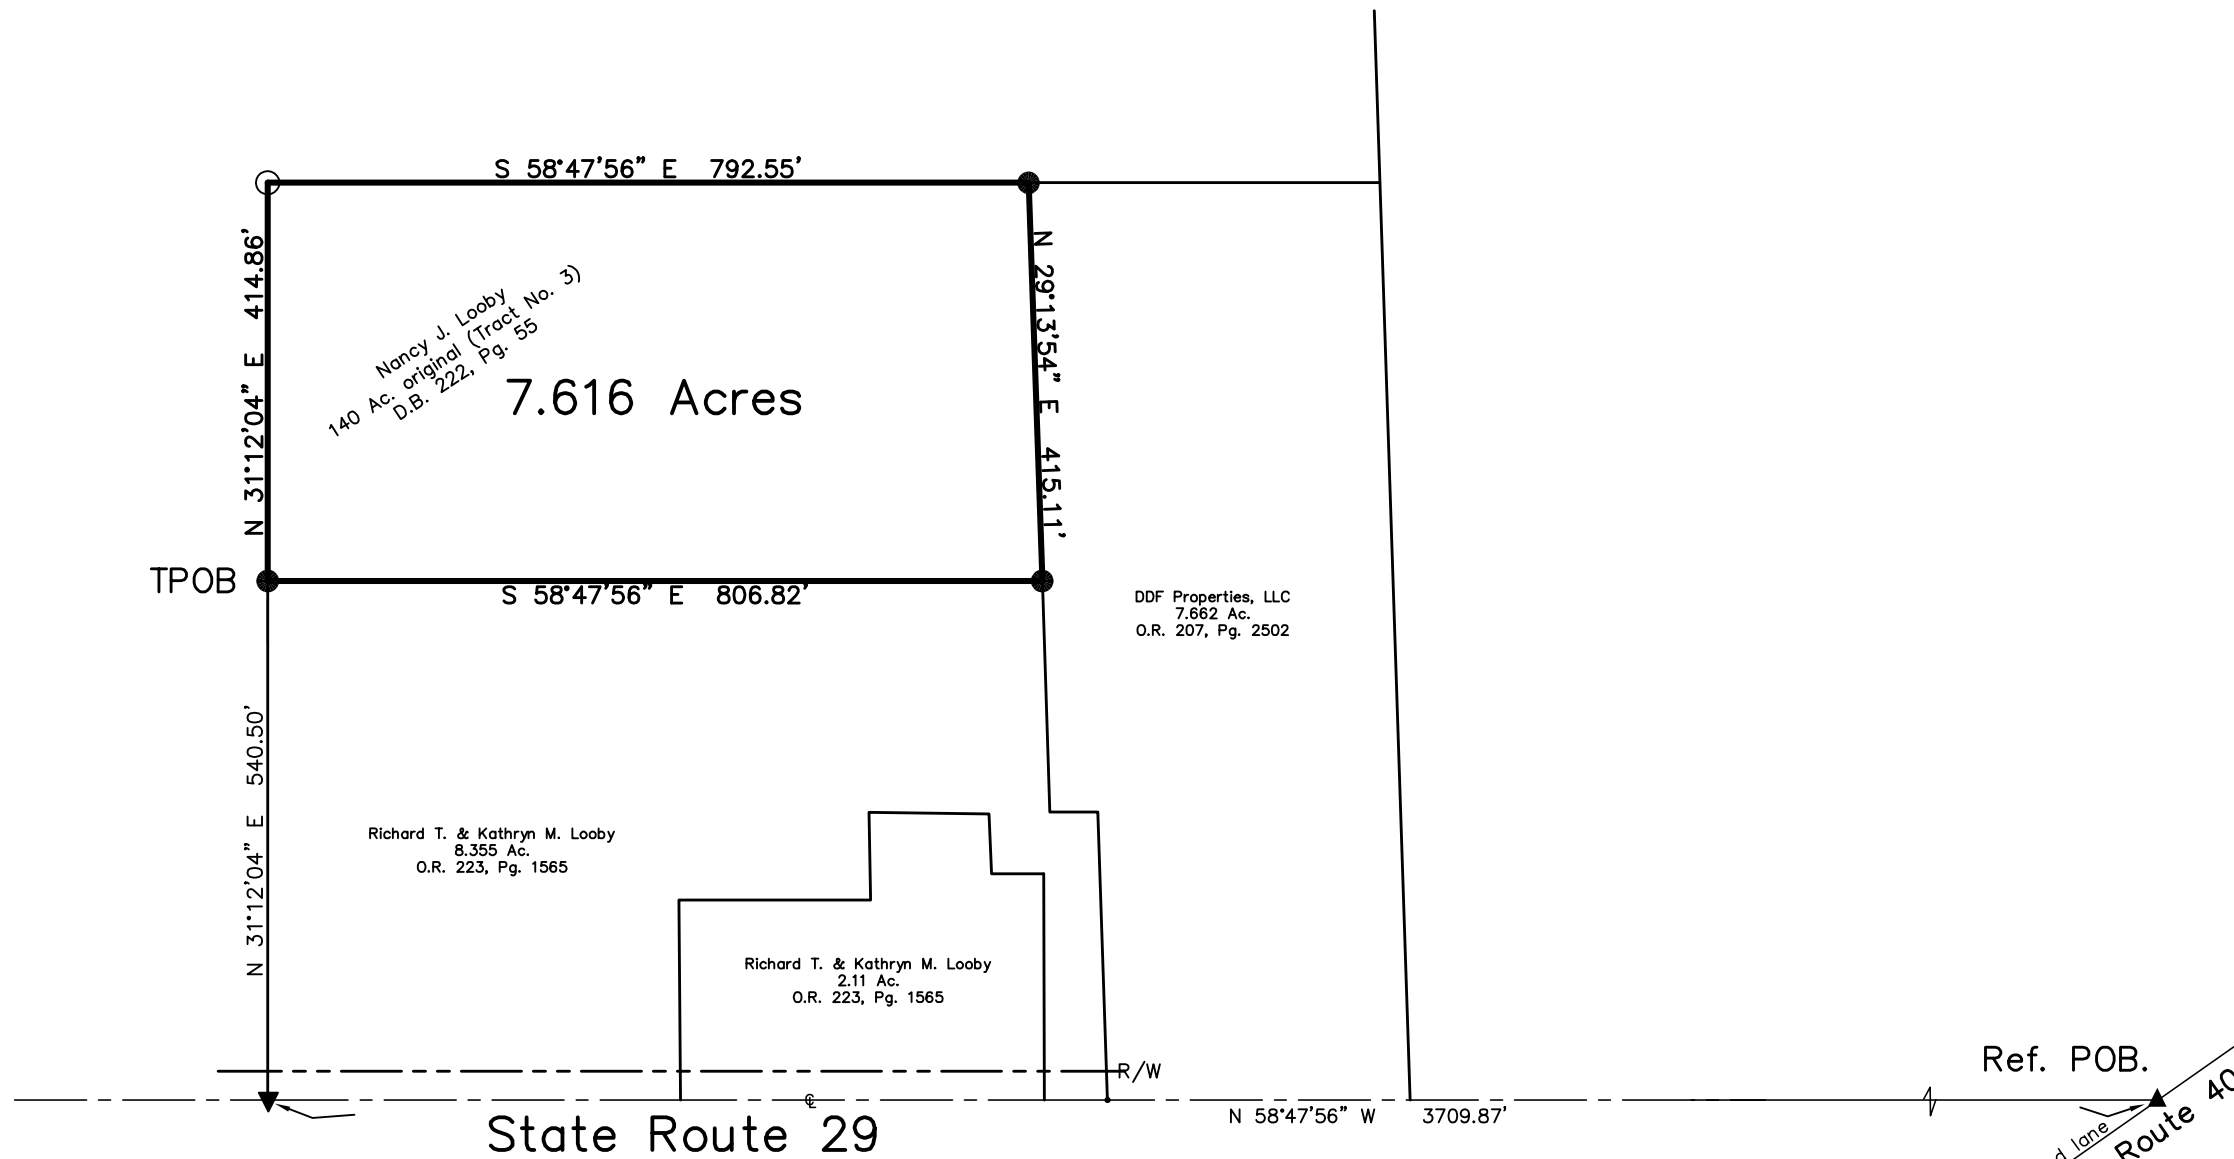 S 58°47'56" E 792.55'
N 31°12'04" E 414.86'
N 29°13'54" E 415.11'
Nancy J. Looby
140 Ac. original (Tract No. 3)
D.B. 222, Pg. 55
7.616 Acres
TPOB
S 58°47'56" E 806.82'
DDF Properties, LLC
7.662 Ac.
O.R. 207, Pg. 2502
N 31°12'04" E 540.50'
Richard T. & Kathryn M. Looby
8.355 Ac.
O.R. 223, Pg. 1565
Richard T. & Kathryn M. Looby
2.11 Ac.
O.R. 223, Pg. 1565
R/W
Ref. POB.
℄
N 58°47'56" W 3709.87'
State Route 29
lane
Route 40